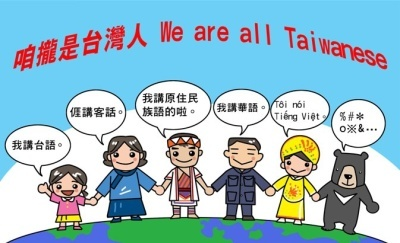 咱攏是台灣人 We are all Taiwanese
我講台語。
𠊎講客話。
我講原住民
族語的啦。
我講華語。
Tôi nói
Tiếng Việt。
%#*
o※&…